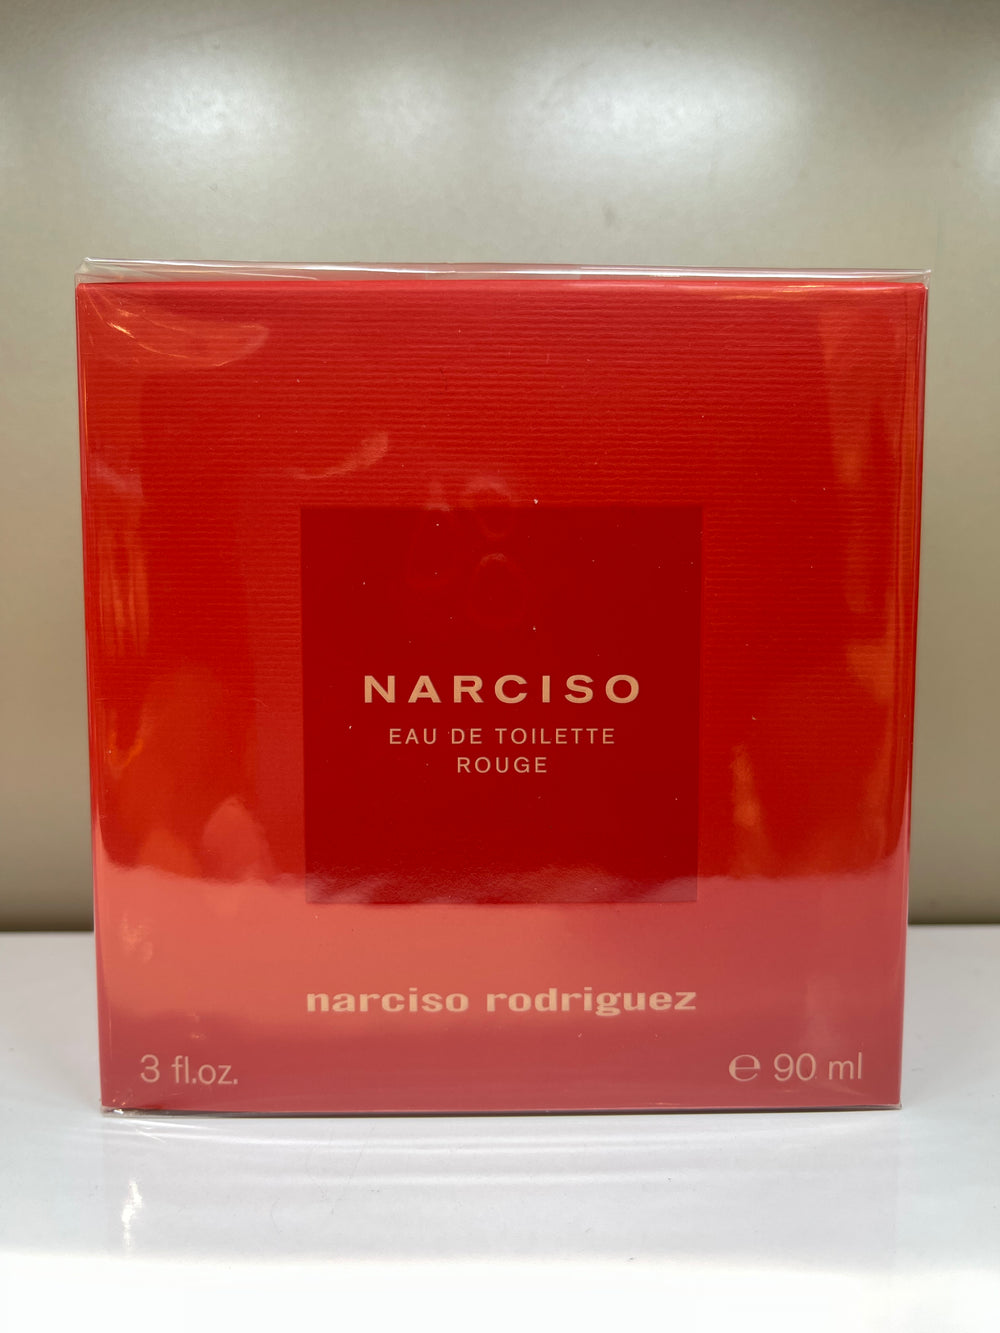 NARCISO
EAU DE TOILETTE
ROUGE
narciso rodriguez
3 fl.oz.
℮ 90 ml